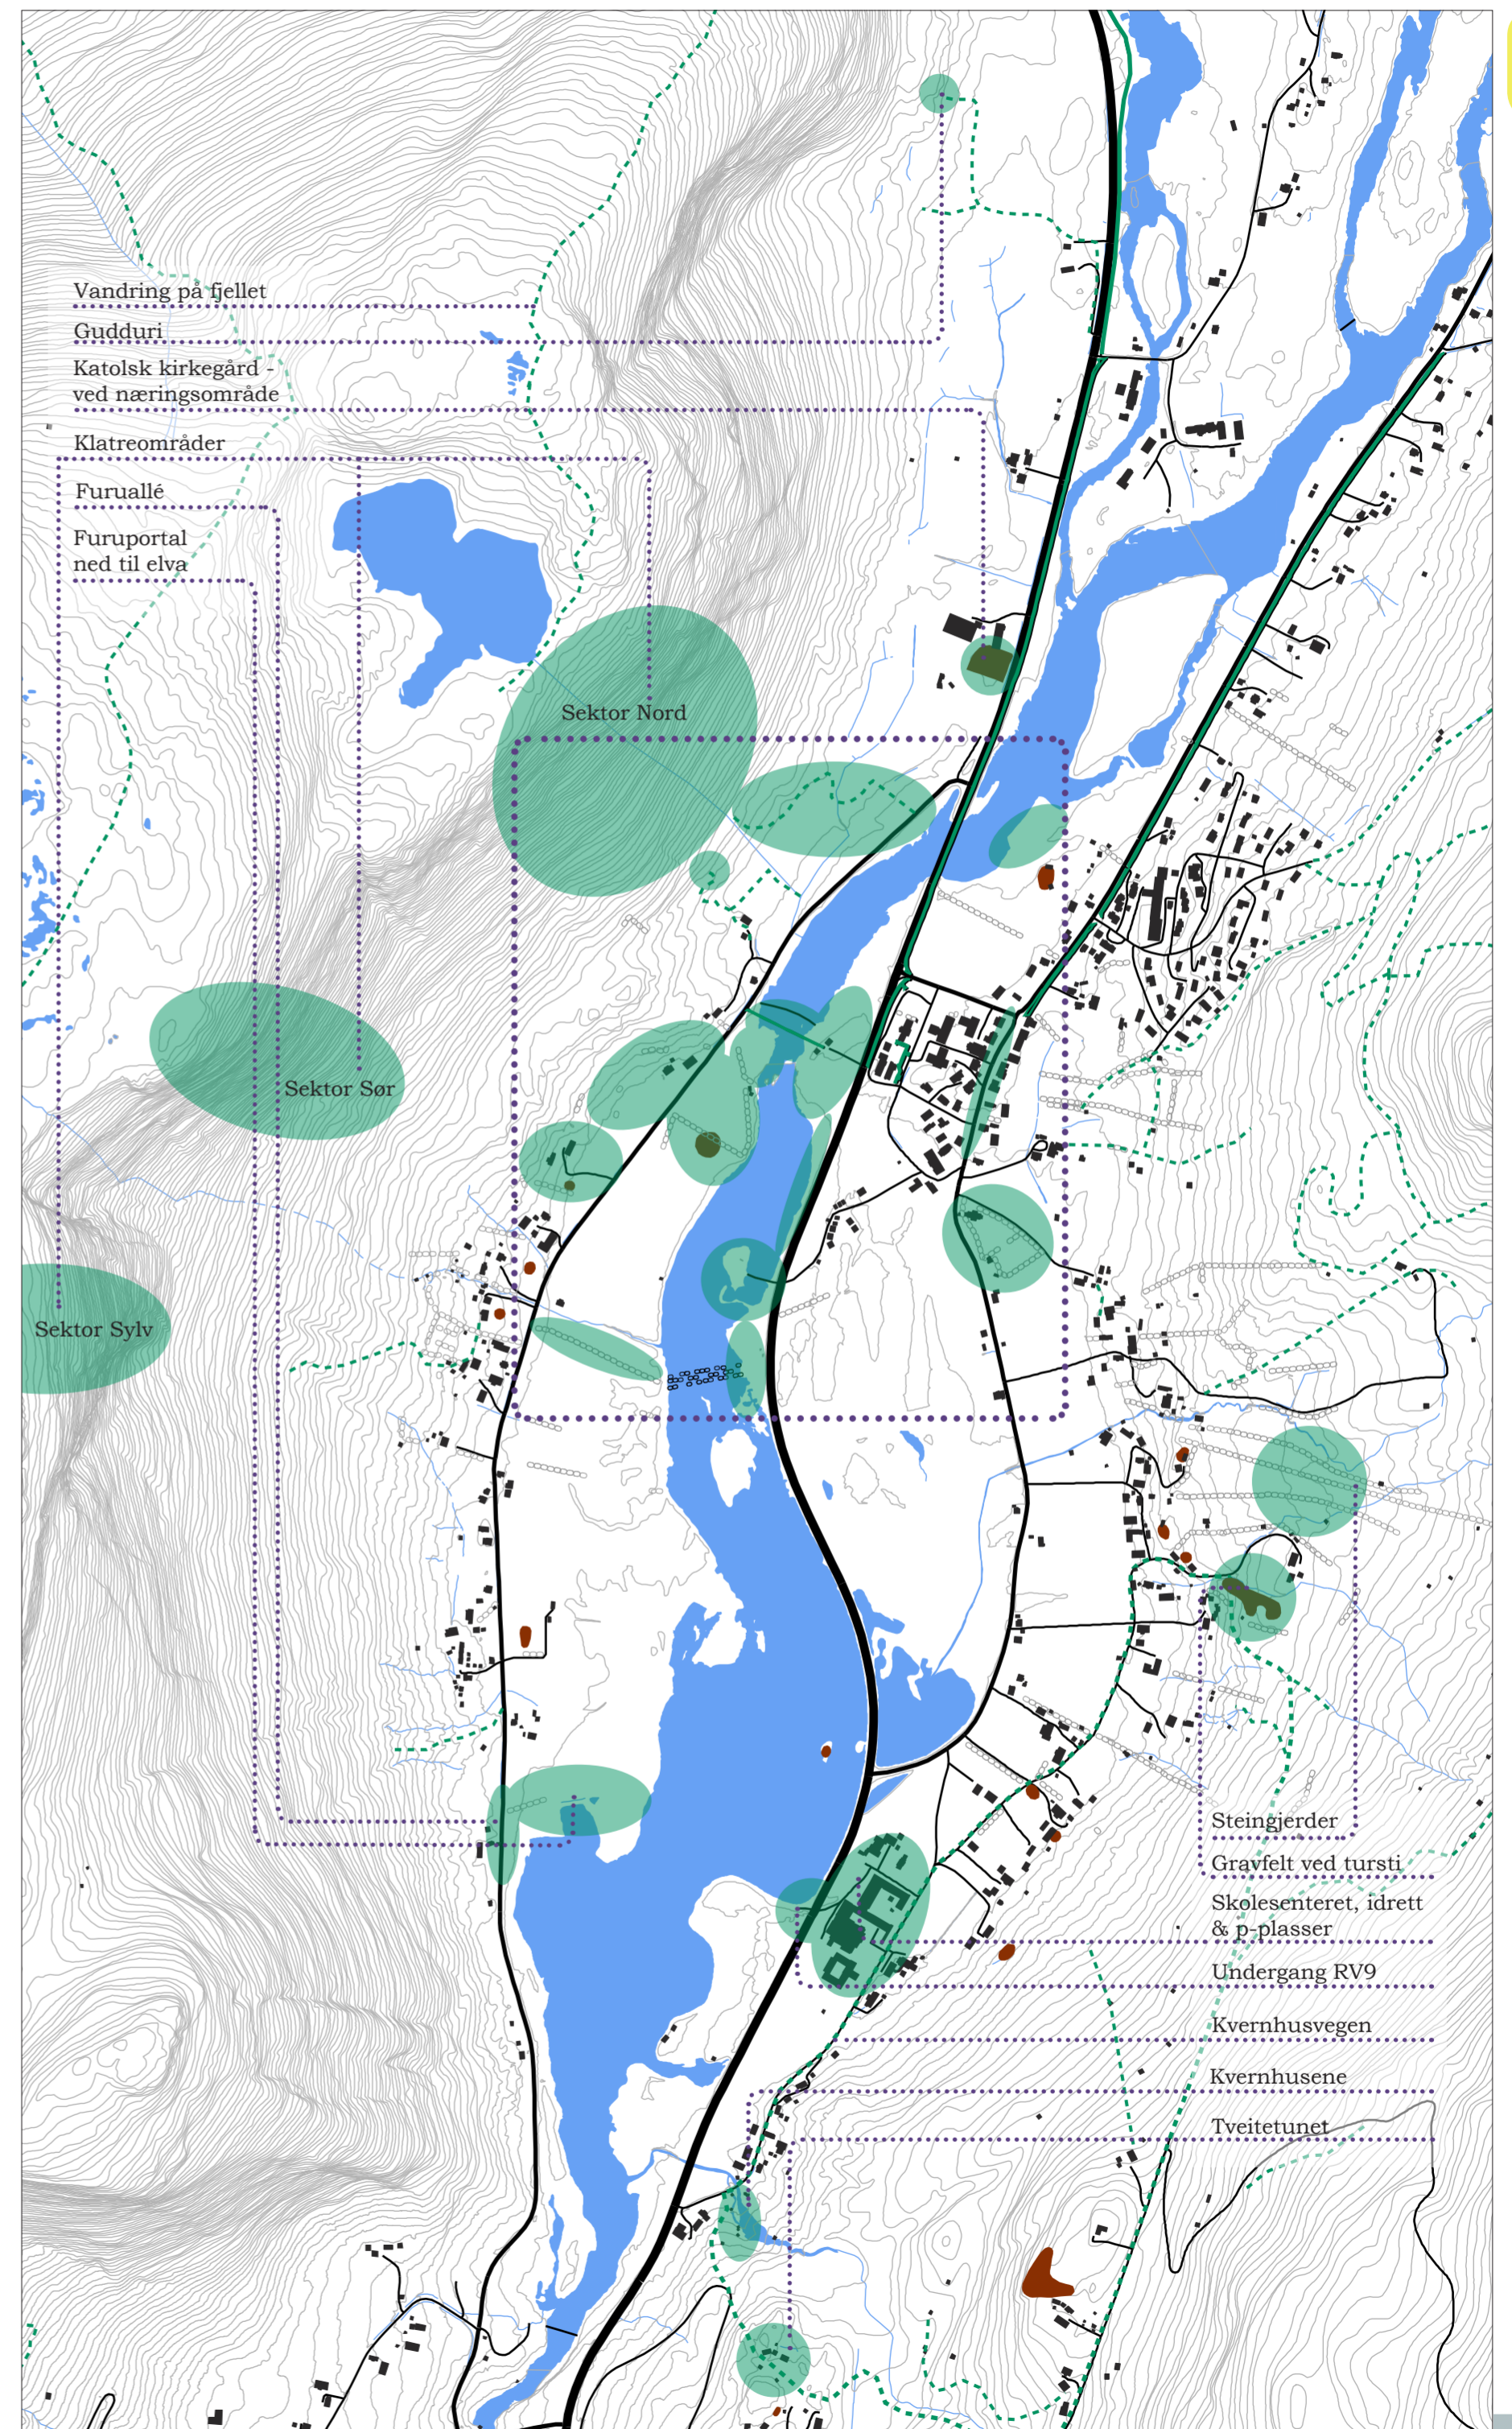 Vandring på fjellet
Gudduri
Katolsk kirkegård -
ved næringsområde
Klatreområder
Furuallé
Furuportal
ned til elva
Sektor Nord
Sektor Sør
Sektor Sylv
Steingjerder
Gravfelt ved tursti
Skolesenteret, idrett
& p-plasser
Undergang RV9
Kvernhusvegen
Kvernhusene
Tveitetunet